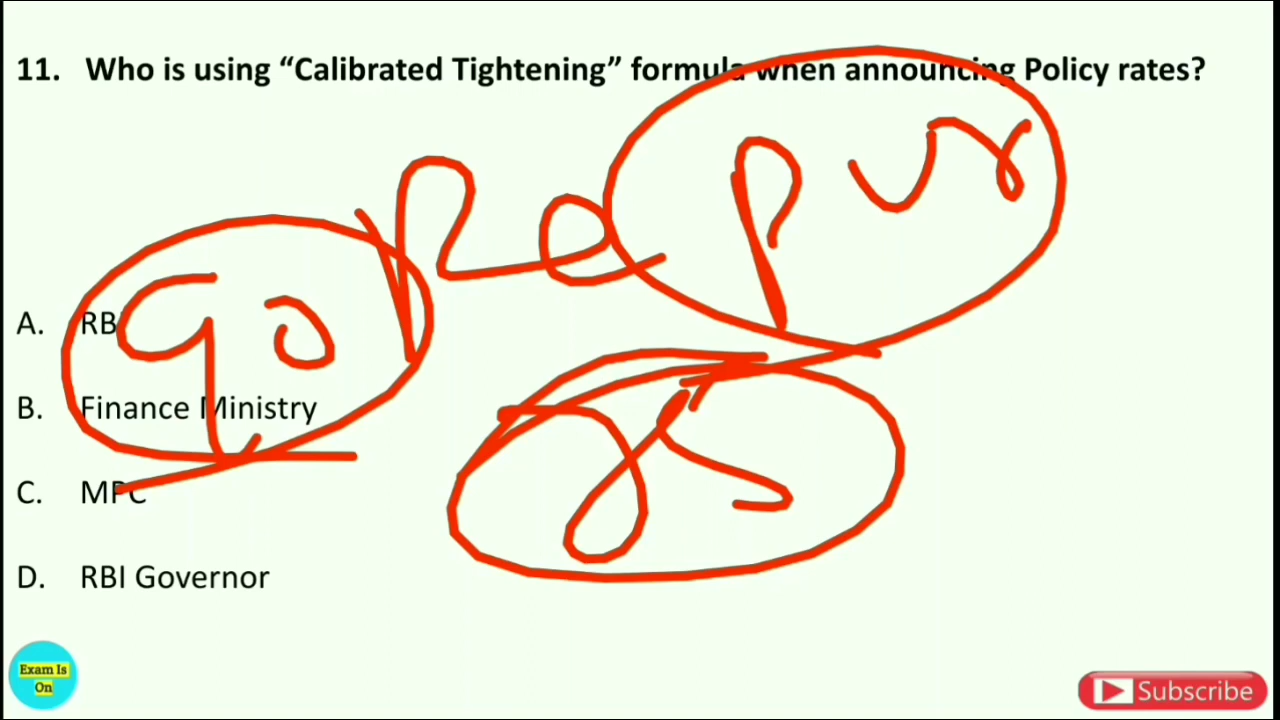 11. Who is using “Calibrated Tightening” formula when announcing Policy rates?
A. RB
B. Finance Ministry
C. MPC
D. RBI Governor
Exam Is
On
Subscribe